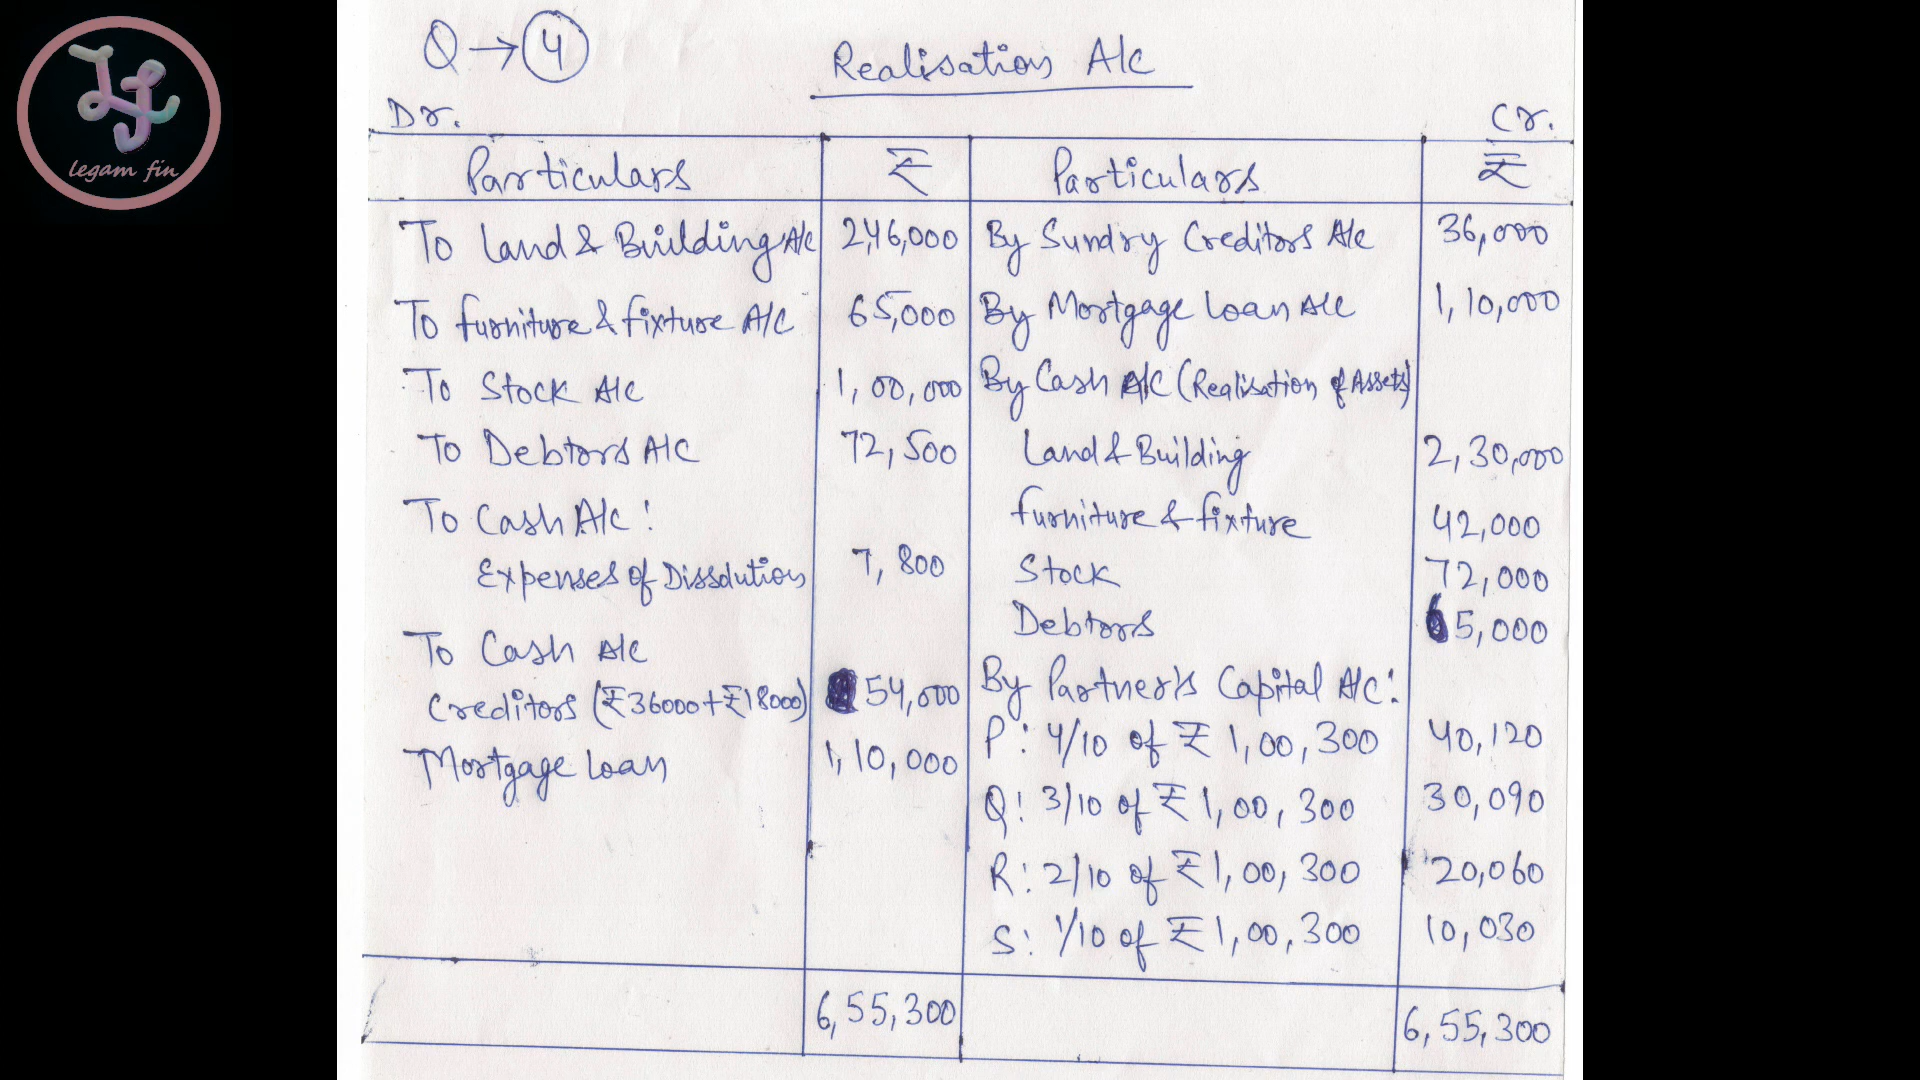 legam fin
Q → 4
Realisation A/c
Dr.
Cr.
Particulars ₹ Particulars ₹
To Land & Building A/c 2,46,000 By Sundry Creditors A/c 36,000
To furniture & fixture A/c 65,000 By Mortgage loan A/c 1,10,000
To Stock A/c 1,00,000 By Cash A/c (Realisation of Assets)
To Debtors A/C 72,500 Land & Building 2,30,000
To Cash A/c : furniture & fixture 42,000
Expenses of Dissolution 7,800 Stock 72,000
Debtors 65,000
To Cash A/c
Creditors (₹36000+₹18000) 54,000 By Partner's Capital A/c :
Mortgage loan 1,10,000 P : 4/10 of ₹ 1,00,300 40,120
Q : 3/10 of ₹ 1,00,300 30,090
R : 2/10 of ₹ 1,00,300 20,060
S : 1/10 of ₹ 1,00,300 10,030
6,55,300 6,55,300